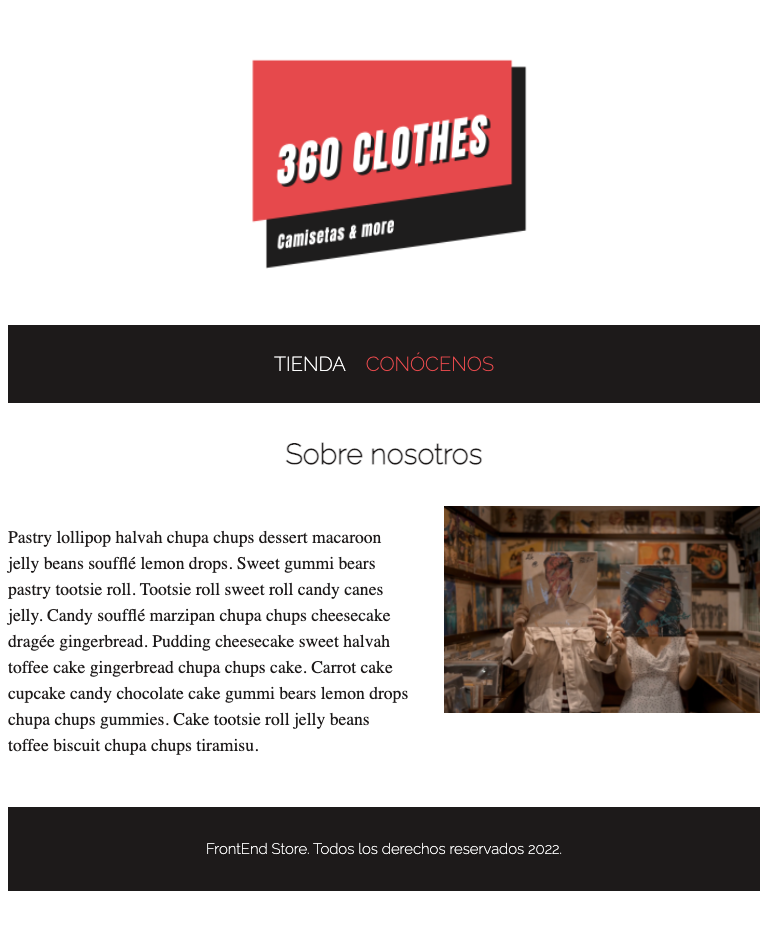 360 CLOTHES
Camisetas & more
TIENDA CONÓCENOS
Sobre nosotros
Pastry lollipop halvah chupa chups dessert macaroon
jelly beans soufflé lemon drops. Sweet gummi bears
pastry tootsie roll. Tootsie roll sweet roll candy canes
jelly. Candy soufflé marzipan chupa chups cheesecake
dragée gingerbread. Pudding cheesecake sweet halvah
toffee cake gingerbread chupa chups cake. Carrot cake
cupcake candy chocolate cake gummi bears lemon drops
chupa chups gummies. Cake tootsie roll jelly beans
toffee biscuit chupa chups tiramisu.
FrontEnd Store. Todos los derechos reservados 2022.